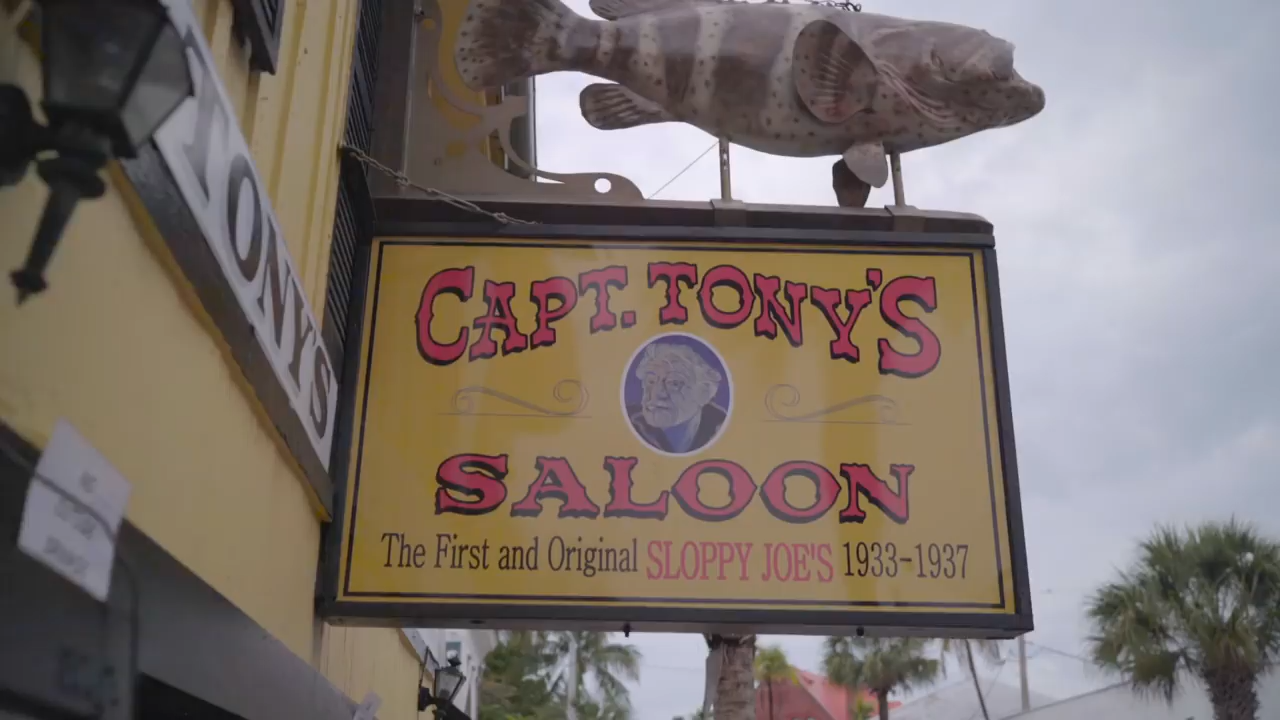 TONY'S
CAPT. TONY'S
SALOON
The First and Original SLOPPY JOE'S 1933-1937